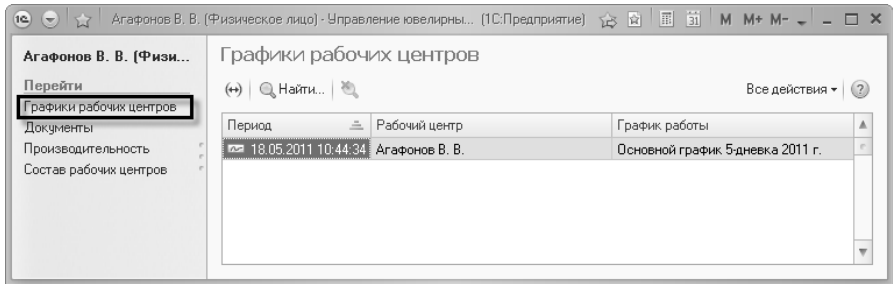 Агафонов В. В. (Физическое лицо) - Управление ювелирны... (1С:Предприятие) 31 M M+ M-
Агафонов В. В. (Физи...
Перейти
Графики рабочих центров
Документы
Производительность
Состав рабочих центров
Графики рабочих центров
Найти...
Все действия
Период Рабочий центр График работы
18.05.2011 10:44:34 Агафонов В. В. Основной график 5-дневка 2011 г.